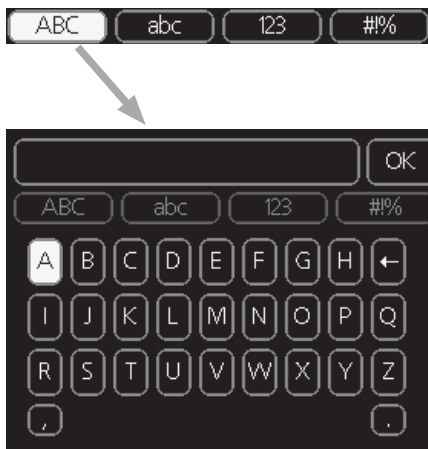 ABC abc 123 #!%
OK
ABC abc 123 #!%
A B C D E F G H ←
I J K L M N O P Q
R S T U V W X Y Z
, .